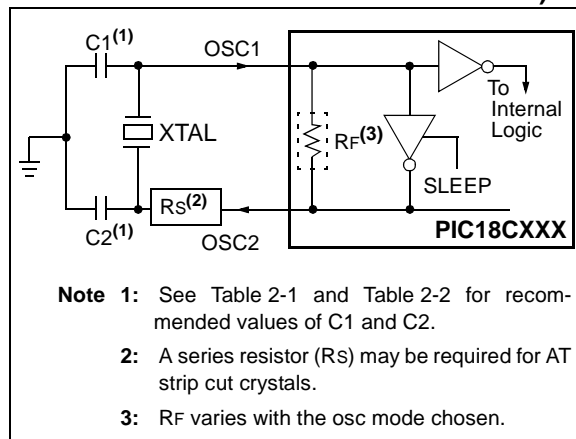 C1(1)
OSC1
To
Internal
Logic
XTAL
RF(3)
SLEEP
C2(1)
RS(2)
OSC2
PIC18CXXX
Note 1: See Table 2-1 and Table 2-2 for recom-
mended values of C1 and C2.
2: A series resistor (RS) may be required for AT
strip cut crystals.
3: RF varies with the osc mode chosen.